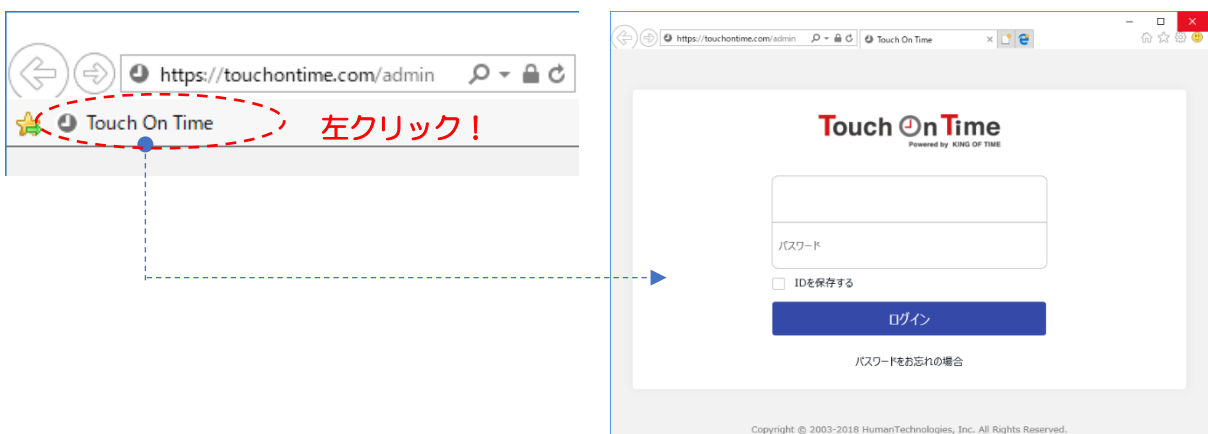 https://touchontime.com/admin
Touch On Time
左クリック！
https://touchontime.com/admin
Touch On Time
Touch On Time
Powered by KING OF TIME
パスワード
IDを保存する
ログイン
パスワードをお忘れの場合
Copyright © 2003-2018 HumanTechnologies, Inc. All Rights Reserved.